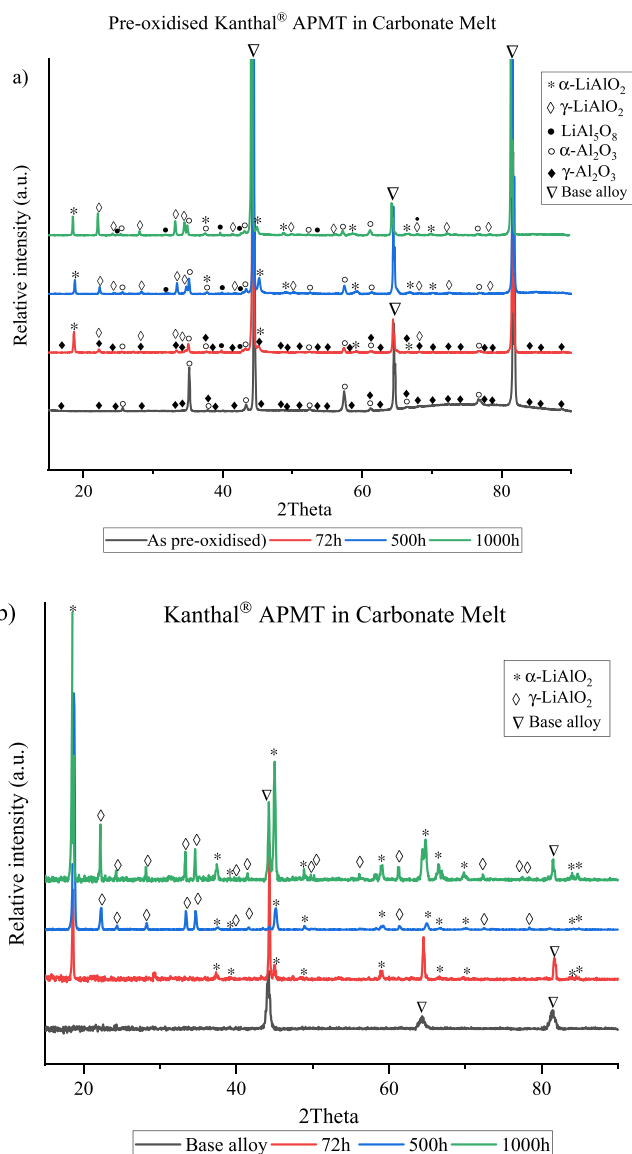 Pre-oxidised Kanthal® APMT in Carbonate Melt
a)
* α-LiAlO₂
◊ γ-LiAlO₂
● LiAl₅O₈
○ α-Al₂O₃
♦ γ-Al₂O₃
∇ Base alloy
Relative intensity (a.u.)
20 40 60 80
2Theta
As pre-oxidised) 72h 500h 1000h
b)
Kanthal® APMT in Carbonate Melt
* α-LiAlO₂
◊ γ-LiAlO₂
∇ Base alloy
Relative intensity (a.u.)
20 40 60 80
2Theta
Base alloy 72h 500h 1000h